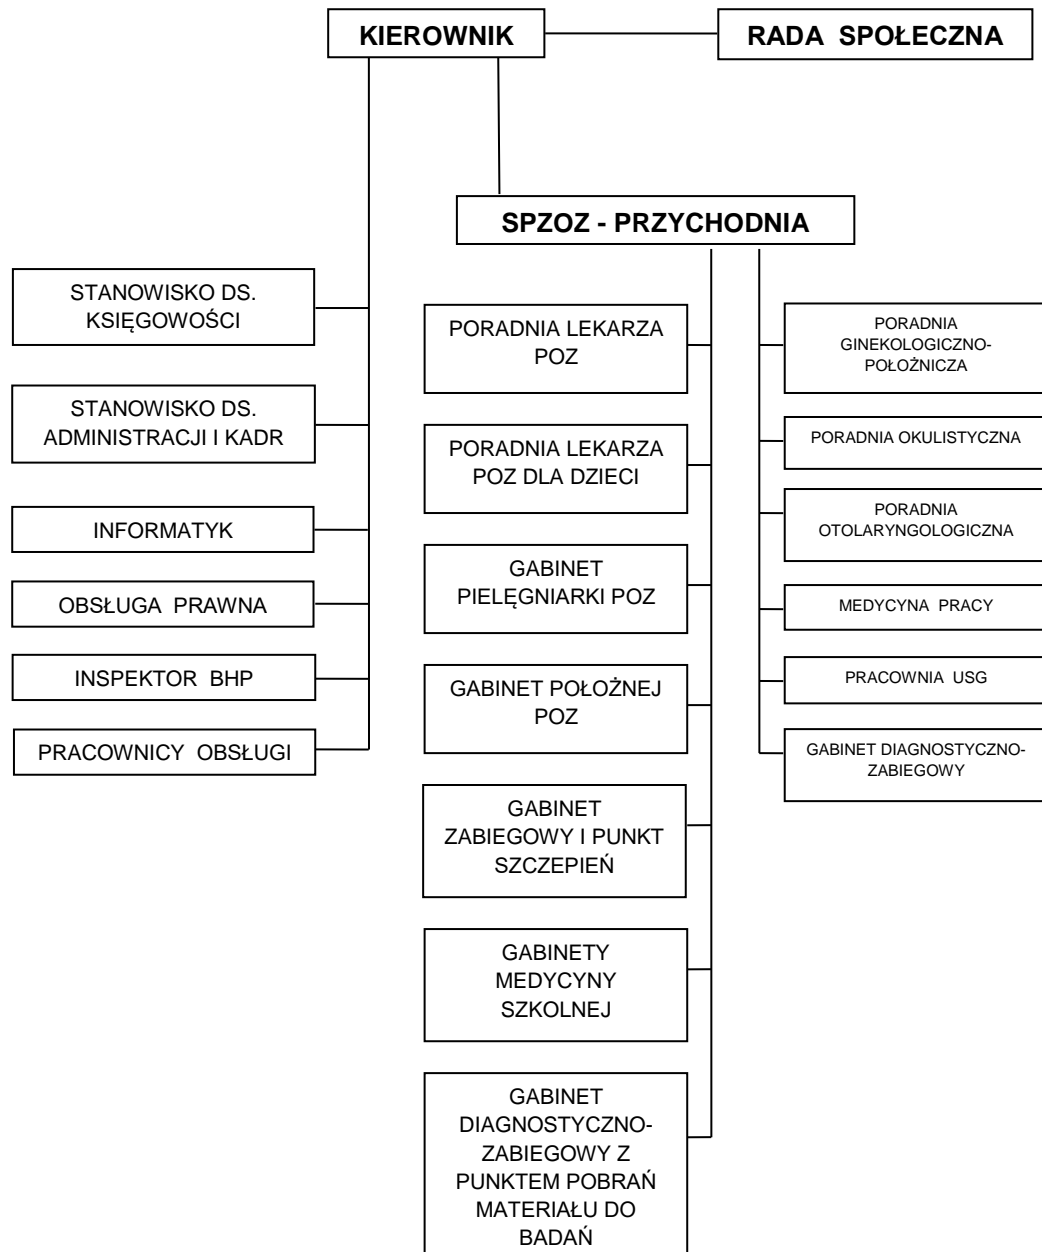 KIEROWNIK
RADA SPOŁECZNA
SPZOZ - PRZYCHODNIA
STANOWISKO DS.
KSIĘGOWOŚCI
STANOWISKO DS.
ADMINISTRACJI I KADR
INFORMATYK
OBSŁUGA PRAWNA
INSPEKTOR BHP
PRACOWNICY OBSŁUGI
PORADNIA LEKARZA
POZ
PORADNIA LEKARZA
POZ DLA DZIECI
GABINET
PIELĘGNIARKI POZ
GABINET POŁOŻNEJ
POZ
GABINET
ZABIEGOWY I PUNKT
SZCZEPIEŃ
GABINETY
MEDYCYNY
SZKOLNEJ
GABINET
DIAGNOSTYCZNO-
ZABIEGOWY Z
PUNKTEM POBRAŃ
MATERIAŁU DO
BADAŃ
PORADNIA
GINEKOLOGICZNO-
POŁOŻNICZA
PORADNIA OKULISTYCZNA
PORADNIA
OTOLARYNGOLOGICZNA
MEDYCYNA PRACY
PRACOWNIA USG
GABINET DIAGNOSTYCZNO-
ZABIEGOWY